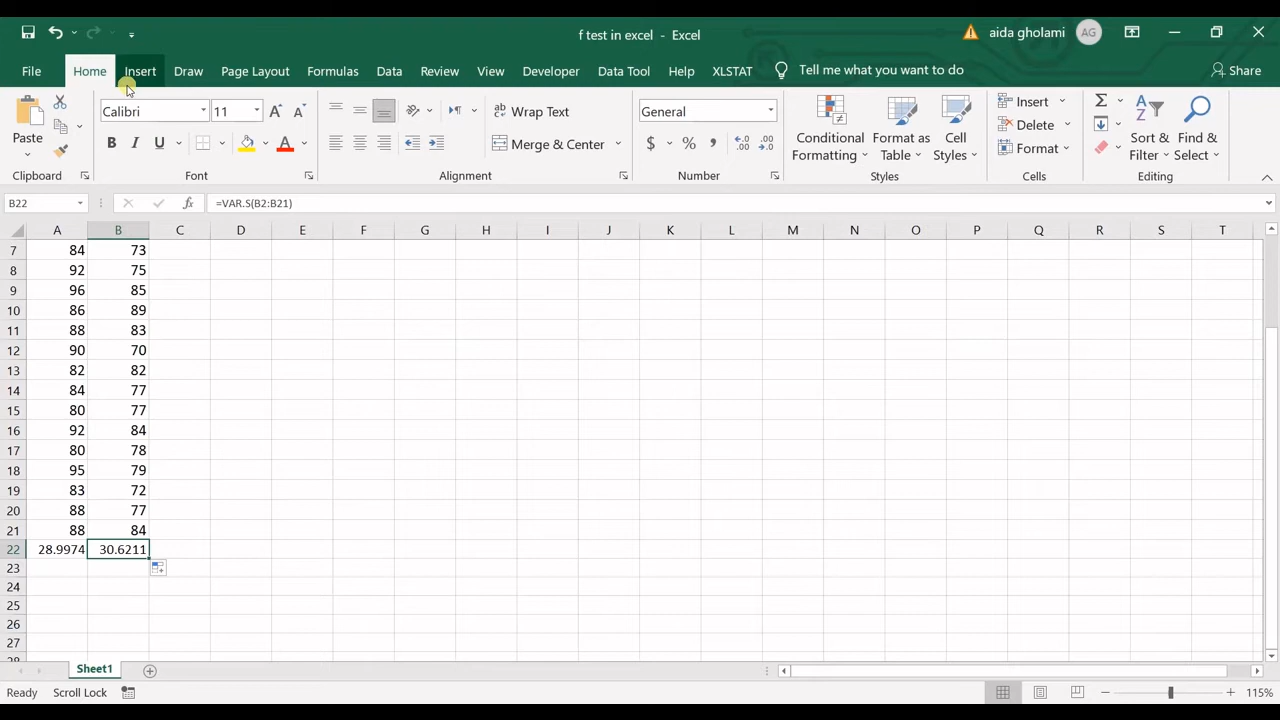 f test in excel - Excel
aida gholami AG
File Home Insert Draw Page Layout Formulas Data Review View Developer Data Tool Help XLSTAT Tell me what you want to do Share
Calibri 11 Wrap Text General Insert
Paste B I U A Merge & Center $ % Conditional Formatting Format as Table Cell Styles Delete Format Sort & Filter Find & Select
Clipboard Font Alignment Number Styles Cells Editing
B22 fx =VAR.S(B2:B21)
A B C D E F G H I J K L M N O P Q R S T
7 84 73
8 92 75
9 96 85
10 86 89
11 88 83
12 90 70
13 82 82
14 84 77
15 80 77
16 92 84
17 80 78
18 95 79
19 83 72
20 88 77
21 88 84
22 28.9974 30.6211
23
24
25
26
27
28
Sheet1
Ready Scroll Lock 115%